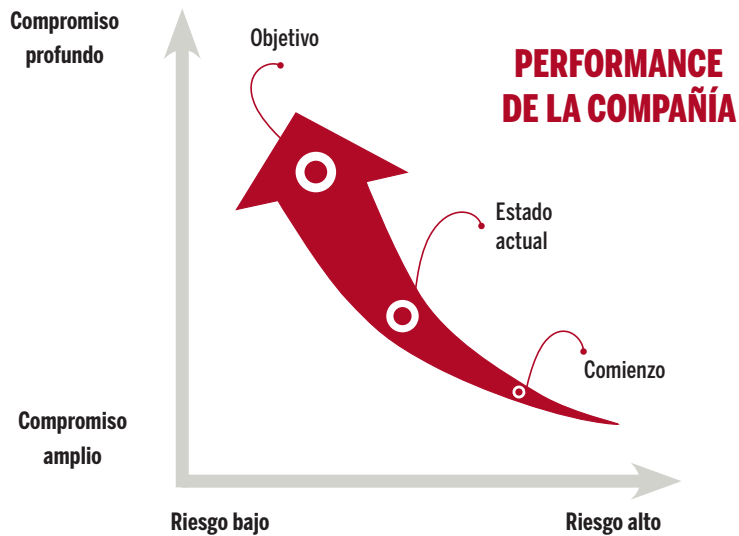 Compromiso
profundo
Objetivo
PERFORMANCE
DE LA COMPAÑÍA
Estado
actual
Comienzo
Compromiso
amplio
Riesgo bajo
Riesgo alto